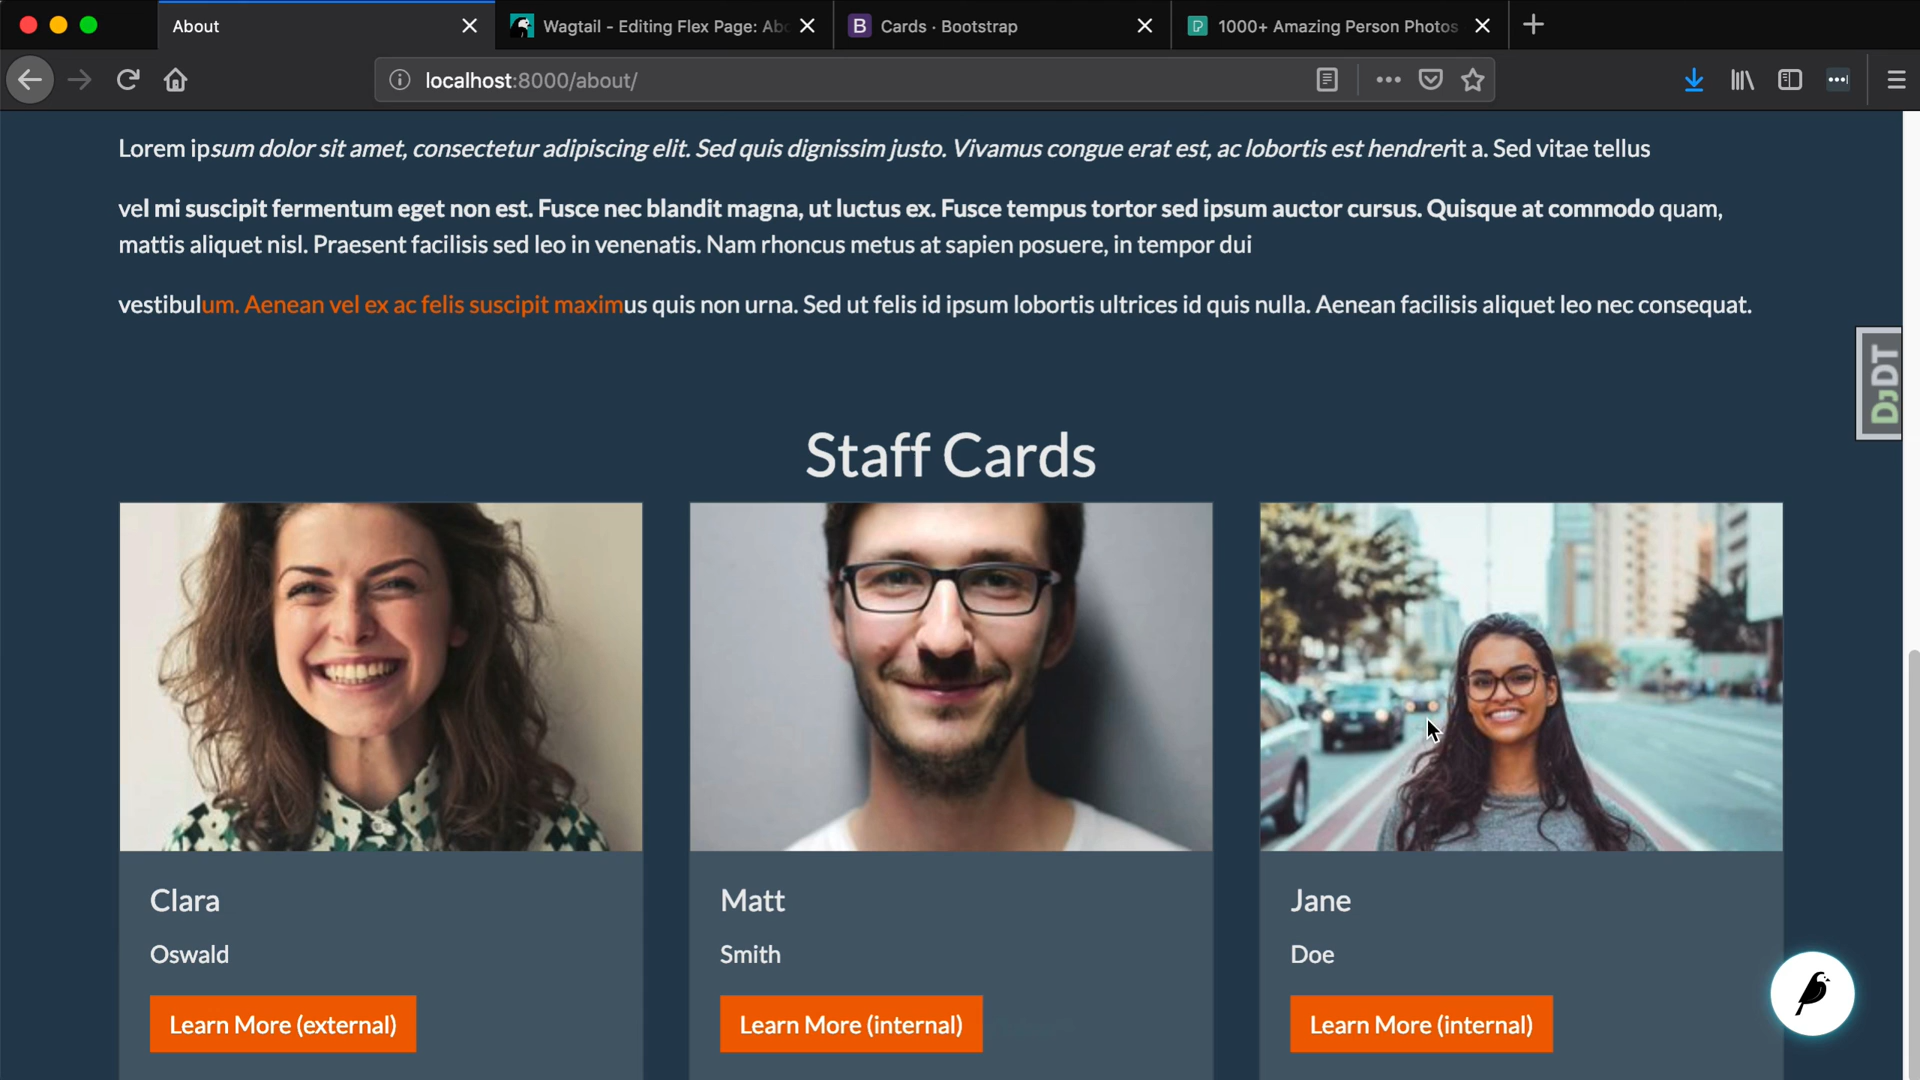 About
Wagtail - Editing Flex Page: Abo
Cards · Bootstrap
1000+ Amazing Person Photos
localhost:8000/about/
Lorem ipsum dolor sit amet, consectetur adipiscing elit. Sed quis dignissim justo. Vivamus congue erat est, ac lobortis est hendrerit a. Sed vitae tellus
vel mi suscipit fermentum eget non est. Fusce nec blandit magna, ut luctus ex. Fusce tempus tortor sed ipsum auctor cursus. Quisque at commodo quam,
mattis aliquet nisl. Praesent facilisis sed leo in venenatis. Nam rhoncus metus at sapien posuere, in tempor dui
vestibulum. Aenean vel ex ac felis suscipit maximus quis non urna. Sed ut felis id ipsum lobortis ultrices id quis nulla. Aenean facilisis aliquet leo nec consequat.
DJDT
Staff Cards
Clara
Oswald
Learn More (external)
Matt
Smith
Learn More (internal)
Jane
Doe
Learn More (internal)